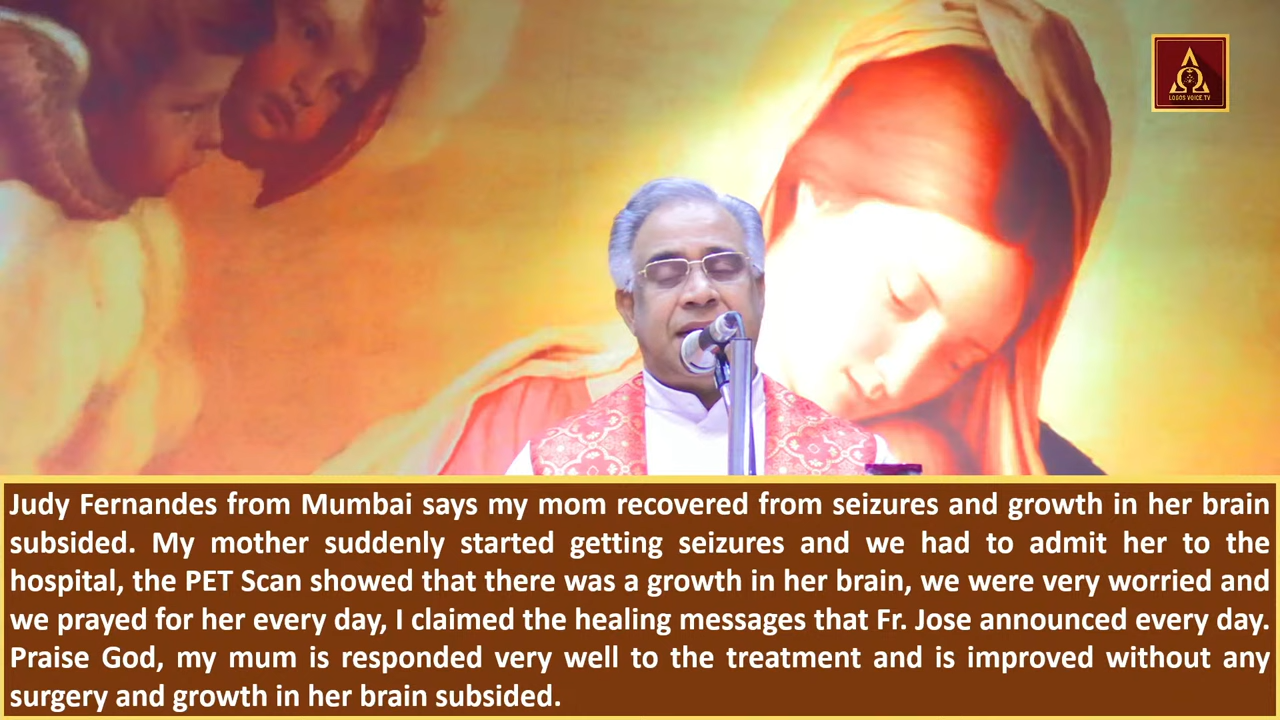 LOGOS VOICE.TV
Judy Fernandes from Mumbai says my mom recovered from seizures and growth in her brain
subsided. My mother suddenly started getting seizures and we had to admit her to the
hospital, the PET Scan showed that there was a growth in her brain, we were very worried and
we prayed for her every day, I claimed the healing messages that Fr. Jose announced every day.
Praise God, my mum is responded very well to the treatment and is improved without any
surgery and growth in her brain subsided.